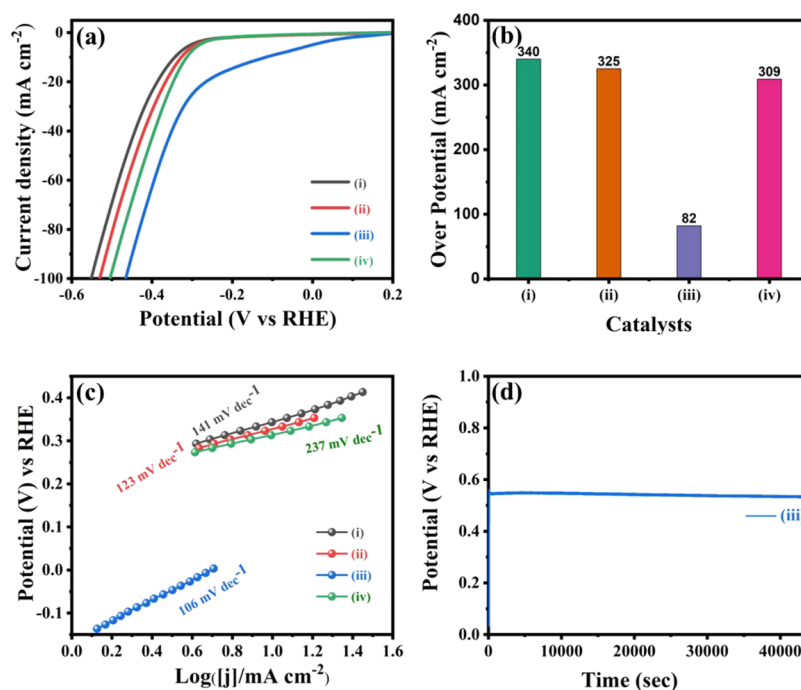 (a)
Current density (mA cm⁻²)
0
-20
-40
-60
-80
-100
(i)
(ii)
(iii)
(iv)
-0.6 -0.4 -0.2 0.0 0.2
Potential (V vs RHE)
(b)
Over Potential (mA cm⁻²)
400
300
200
100
0
340
325
82
309
(i) (ii) (iii) (iv)
Catalysts
(c)
Potential (V) vs RHE
0.4
0.3
0.2
0.1
0.0
-0.1
141 mV dec⁻¹
123 mV dec⁻¹
237 mV dec⁻¹
106 mV dec⁻¹
(i)
(ii)
(iii)
(iv)
0.0 0.2 0.4 0.6 0.8 1.0 1.2 1.4 1.6
Log([j]/mA cm⁻²)
(d)
Potential (V vs RHE)
1.0
0.8
0.6
0.4
0.2
0.0
(iii
0 10000 20000 30000 40000
Time (sec)